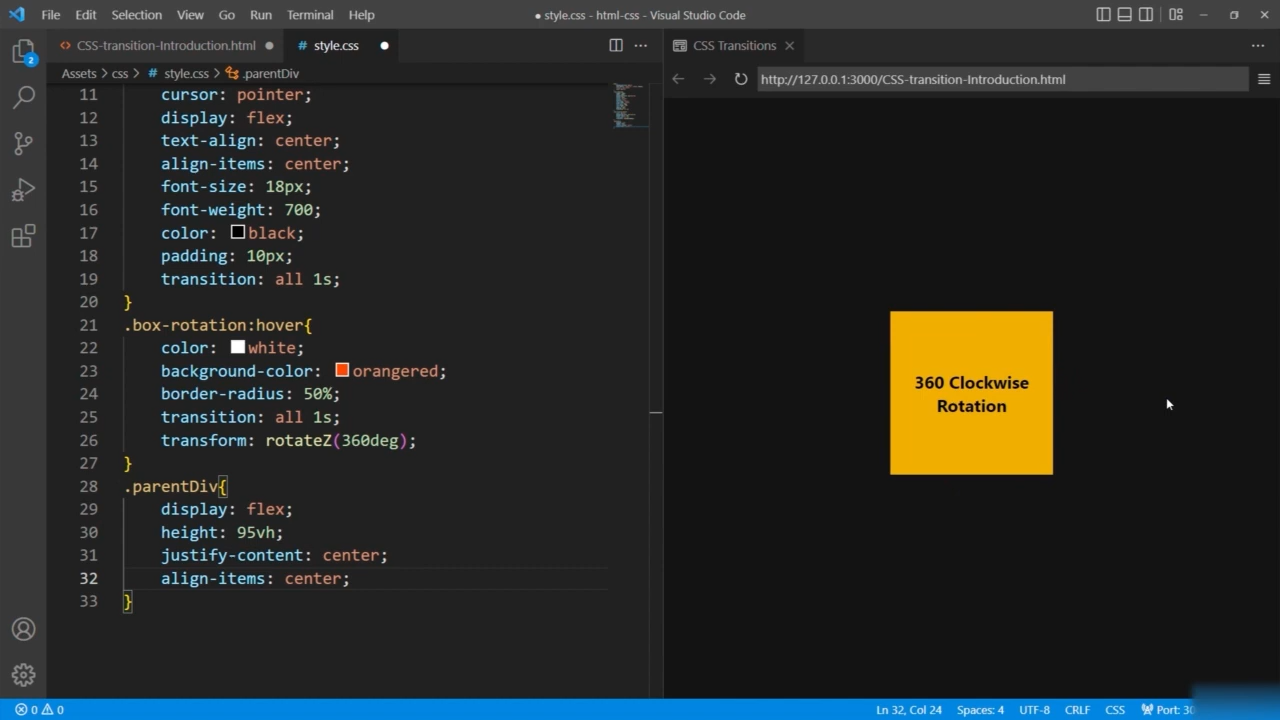 File Edit Selection View Go Run Terminal Help ● style.css - html-css - Visual Studio Code
CSS-transition-Introduction.html ● # style.css ●
CSS Transitions
Assets > css > # style.css > .parentDiv
http://127.0.0.1:3000/CSS-transition-Introduction.html
2
11 cursor: pointer;
12 display: flex;
13 text-align: center;
14 align-items: center;
15 font-size: 18px;
16 font-weight: 700;
17 color: black;
18 padding: 10px;
19 transition: all 1s;
20 }
21 .box-rotation:hover{
22 color: white;
23 background-color: orangered;
24 border-radius: 50%;
25 transition: all 1s;
26 transform: rotateZ(360deg);
27 }
28 .parentDiv{
29 display: flex;
30 height: 95vh;
31 justify-content: center;
32 align-items: center;
33 }
360 Clockwise
Rotation
0 0 Ln 32, Col 24 Spaces: 4 UTF-8 CRLF CSS Port: